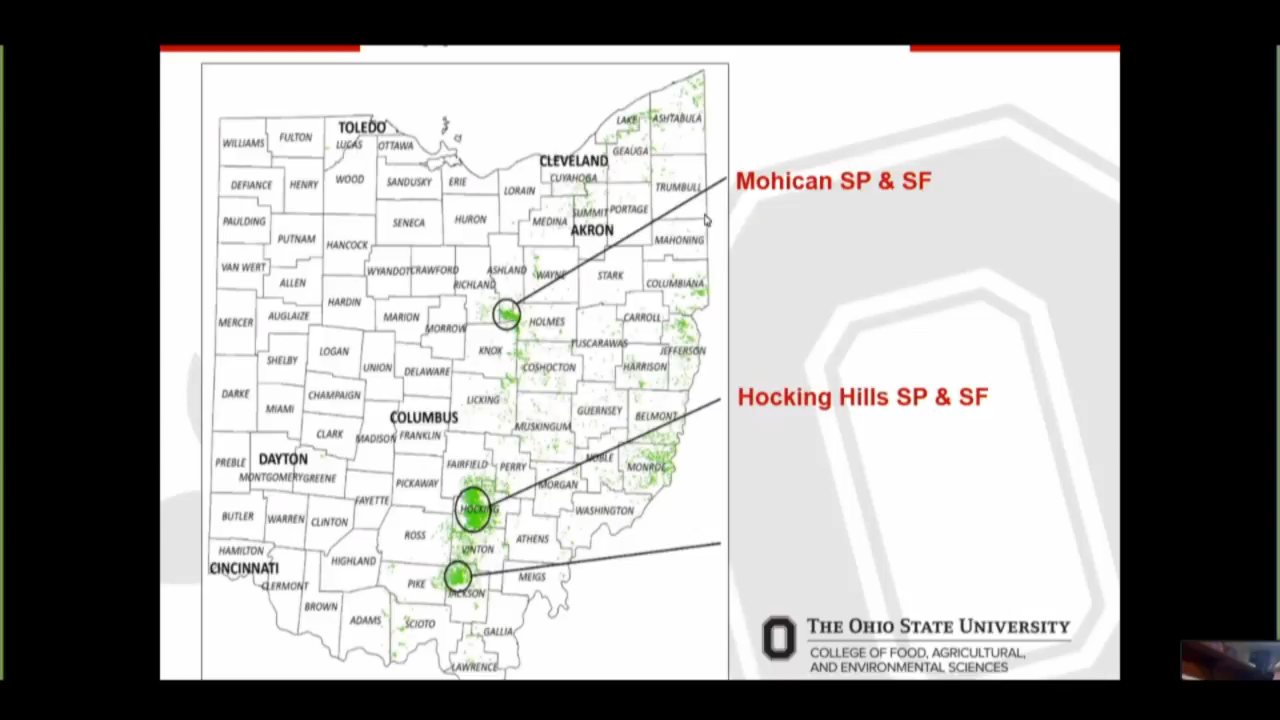 TOLEDO
WILLIAMS
FULTON
LUCAS
OTTAWA
LAKE
ASHTABULA
GEAUGA
CLEVELAND
CUYAHOGA
DEFIANCE
HENRY
WOOD
SANDUSKY
ERIE
LORAIN
TRUMBULL
Mohican SP & SF
PAULDING
SENECA
HURON
MEDINA
SUMMIT
PORTAGE
AKRON
PUTNAM
HANCOCK
MAHONING
VAN WERT
ALLEN
WYANDOT
CRAWFORD
RICHLAND
ASHLAND
WAYNE
STARK
COLUMBIANA
HARDIN
MERCER
AUGLAIZE
MARION
MORROW
HOLMES
CARROLL
TUSCARAWAS
JEFFERSON
SHELBY
LOGAN
UNION
DELAWARE
KNOX
COSHOCTON
HARRISON
DARKE
MIAMI
CHAMPAIGN
LICKING
GUERNSEY
BELMONT
Hocking Hills SP & SF
COLUMBUS
CLARK
MADISON
FRANKLIN
MUSKINGUM
PREBLE
DAYTON
MONTGOMERY
GREENE
PICKAWAY
FAIRFIELD
PERRY
NOBLE
MONROE
MORGAN
FAYETTE
BUTLER
WARREN
CLINTON
HOCKING
WASHINGTON
ROSS
ATHENS
HAMILTON
CINCINNATI
CLERMONT
HIGHLAND
VINTON
PIKE
JACKSON
MEIGS
BROWN
ADAMS
SCIOTO
GALLIA
LAWRENCE
THE OHIO STATE UNIVERSITY
COLLEGE OF FOOD, AGRICULTURAL,
AND ENVIRONMENTAL SCIENCES